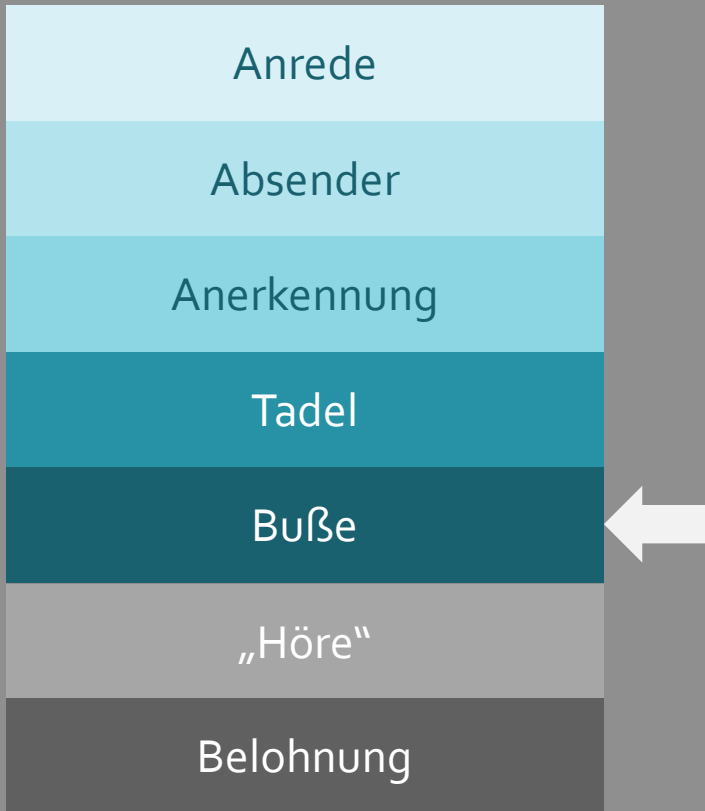 Anrede
Absender
Anerkennung
Tadel
Buße
„Höre“
Belohnung